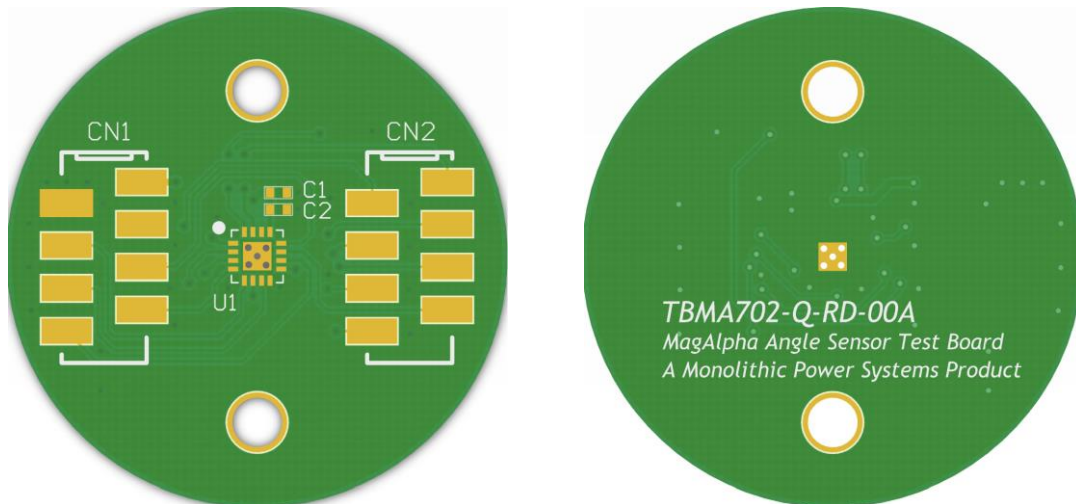 CN1
CN2
C1
C2
U1
TBMA702-Q-RD-00A
MagAlpha Angle Sensor Test Board
A Monolithic Power Systems Product